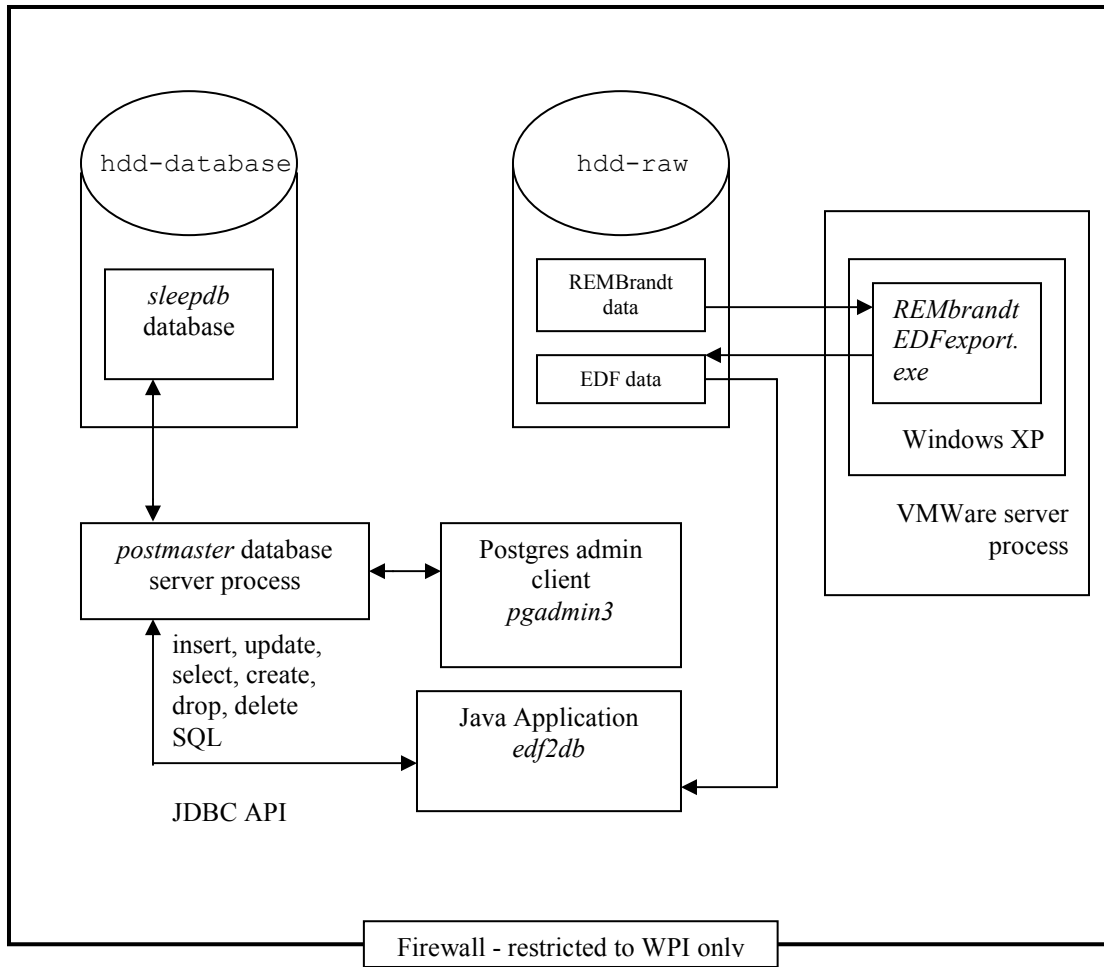 hdd-database
hdd-raw
sleepdb
database
REMBrandt
data
EDF data
REMbrandt
EDFexport.
exe
Windows XP
VMWare server
process
postmaster database
server process
Postgres admin
client
pgadmin3
insert, update,
select, create,
drop, delete
SQL
Java Application
edf2db
JDBC API
Firewall - restricted to WPI only